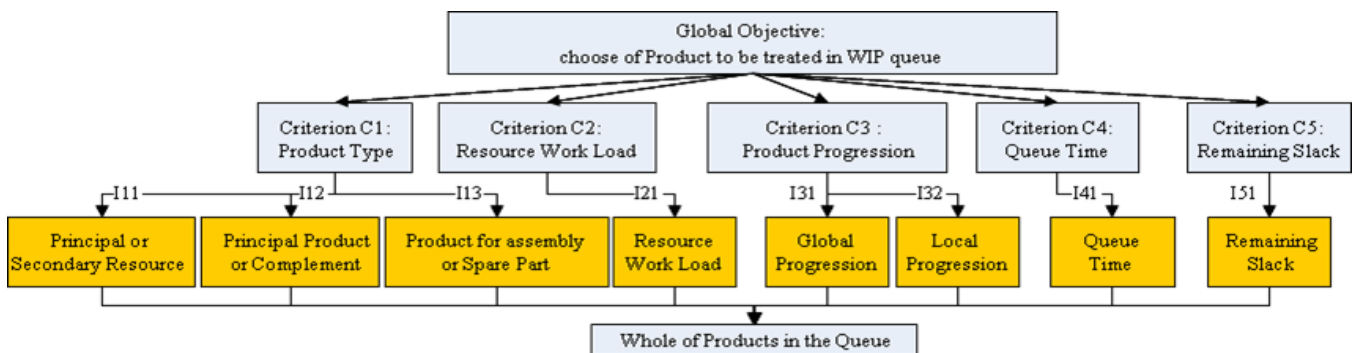 Global Objective:
choose of Product to be treated in WIP queue
Criterion C1:
Product Type
Criterion C2:
Resource Work Load
Criterion C3 :
Product Progression
Criterion C4:
Queue Time
Criterion C5:
Remaining Slack
I11
I12
I13
I21
I31
I32
I41
I51
Principal or
Secondary Resource
Principal Product
or Complement
Product for assembly
or Spare Part
Resource
Work Load
Global
Progression
Local
Progression
Queue
Time
Remaining
Slack
Whole of Products in the Queue